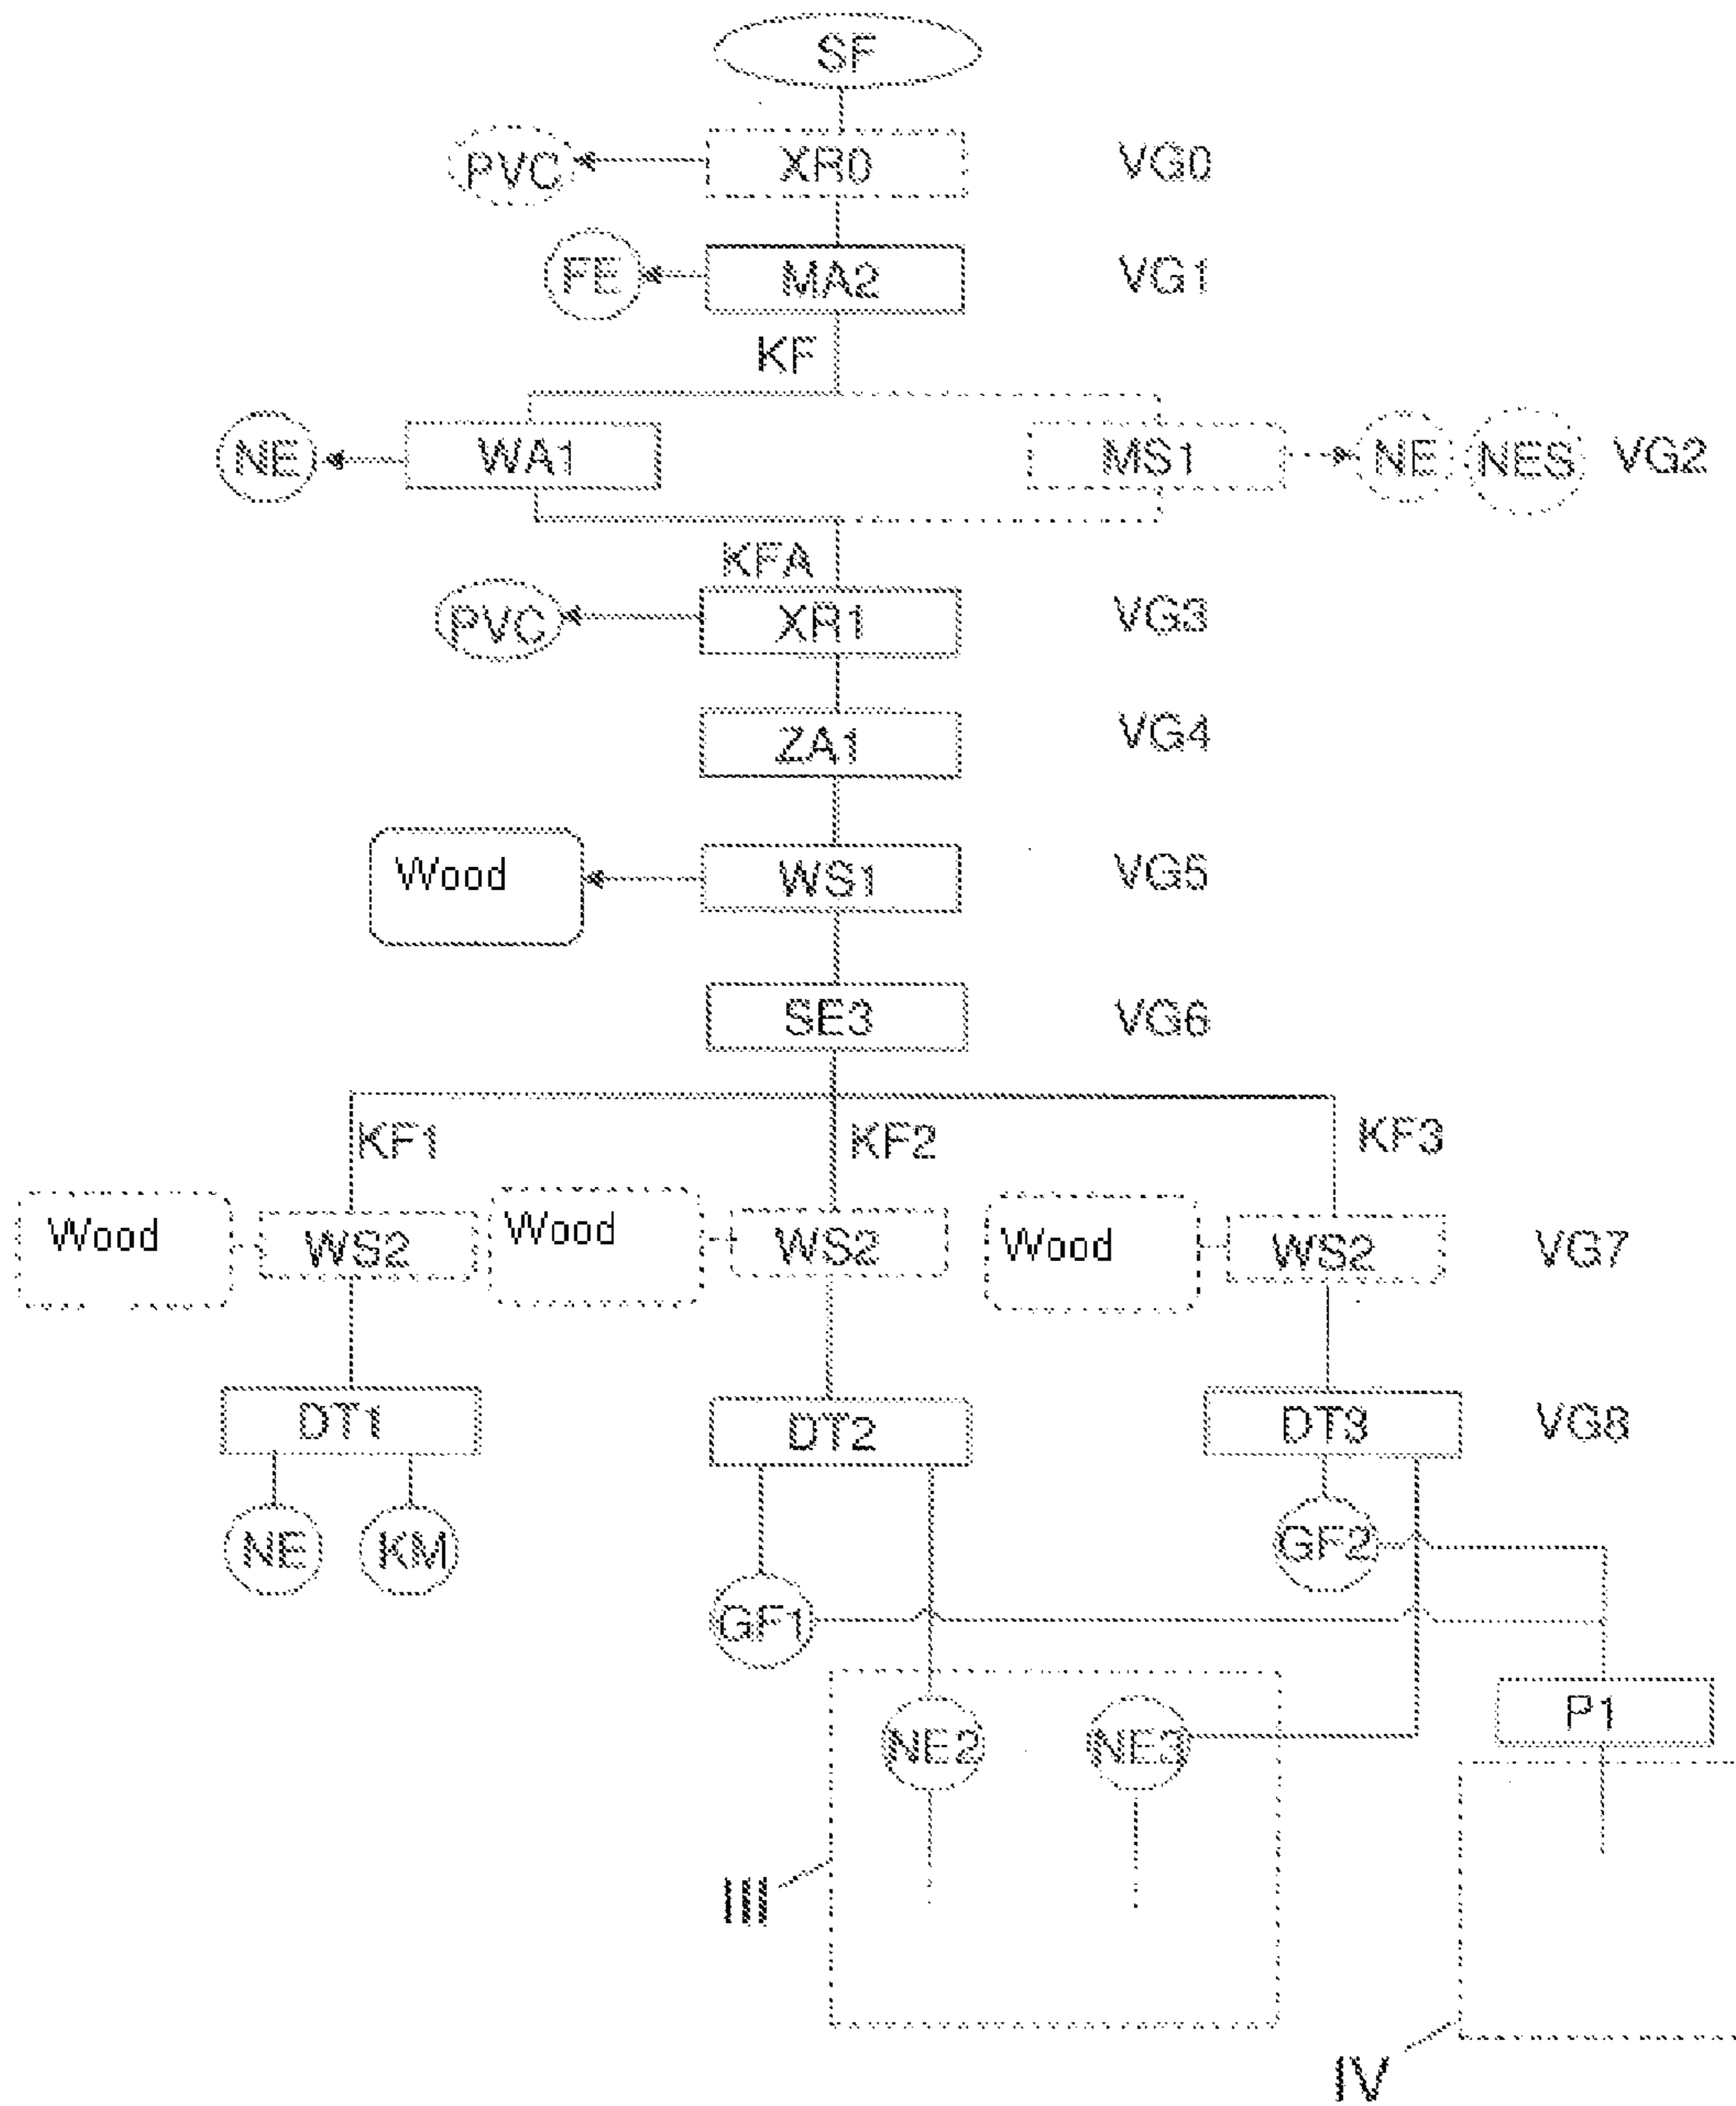 SF
PVC XR0 VG0
FE MA2 VG1
KF
NE WA1 MS1 NE NES VG2
KFA
PVC XR1 VG3
ZA1 VG4
Wood WS1 VG5
SE3 VG6
KF1 KF2 KF3
Wood WS2 Wood WS2 Wood WS2 VG7
DT1 DT2 DT3 VG8
NE KM GF2
GF1
NE2 NE3 P1
III
IV